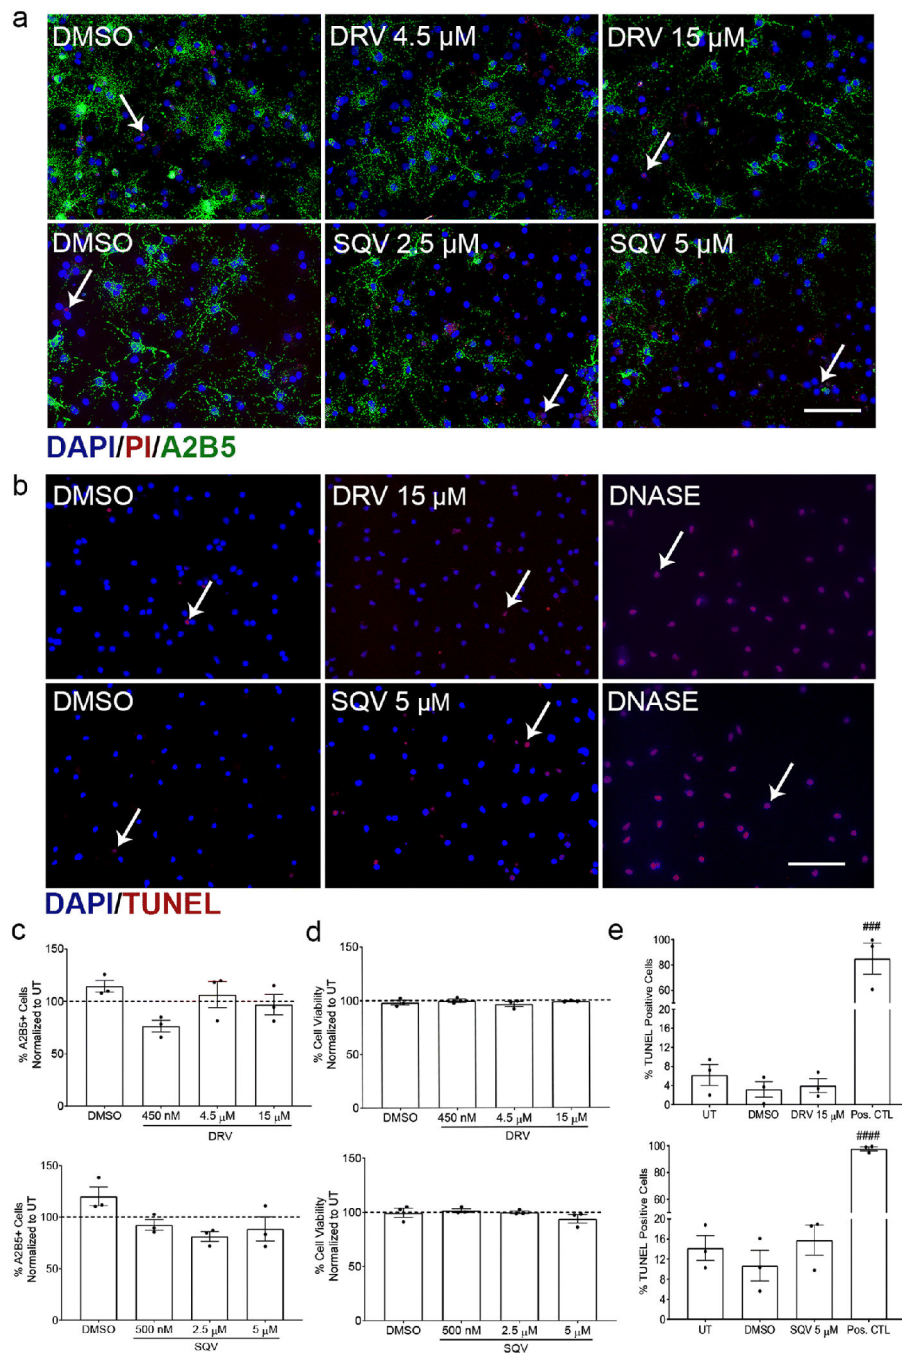 a
DMSO
DRV 4.5 µM
DRV 15 µM
DMSO
SQV 2.5 µM
SQV 5 µM
DAPI/PI/A2B5
b
DMSO
DRV 15 µM
DNASE
DMSO
SQV 5 µM
DNASE
DAPI/TUNEL
c
% A2B5+ Cells
Normalized to UT
150
100
50
DMSO
450 nM
4.5 µM
15 µM
DRV
d
% Cell Viability
Normalized to UT
150
100
50
DMSO
450 nM
4.5 µM
15 µM
DRV
e
% TUNEL Positive Cells
100
80
60
16
12
8
4
0
###
UT
DMSO
DRV 15 µM
Pos. CTL
% A2B5+ Cells
Normalized to UT
150
100
50
DMSO
500 nM
2.5 µM
5 µM
SQV
% Cell Viability
Normalized to UT
150
100
50
DMSO
500 nM
2.5 µM
5 µM
SQV
% TUNEL Positive Cells
100
80
60
40
20
16
12
8
4
0
####
UT
DMSO
SQV 5 µM
Pos. CTL